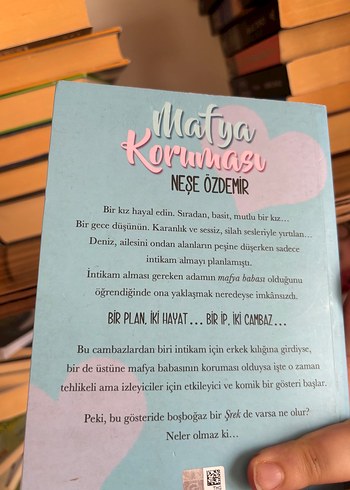 Mafya
Koruması
NEŞE ÖZDEMİR
Bir kız hayal edin. Sıradan, basit, mutlu bir kız...
Bir gece düşünün. Karanlık ve sessiz, silah sesleriyle yırtılan...
Deniz, ailesini ondan alanların peşine düşerken sadece
intikam almayı planlamıştı.
İntikam alması gereken adamın mafya babası olduğunu
öğrendiğinde ona yaklaşmak neredeyse imkânsızdı.
BİR PLAN, İKİ HAYAT... BİR İP, İKİ CAMBAZ...
Bu cambazlardan biri intikam için erkek kılığına girdiyse,
bir de üstüne mafya babasının koruması olduysa işte o zaman
tehlikeli ama izleyiciler için etkileyici ve komik bir gösteri başlar.
Peki, bu gösteride boşboğaz bir Şrek de varsa ne olur?
Neler olmaz ki...